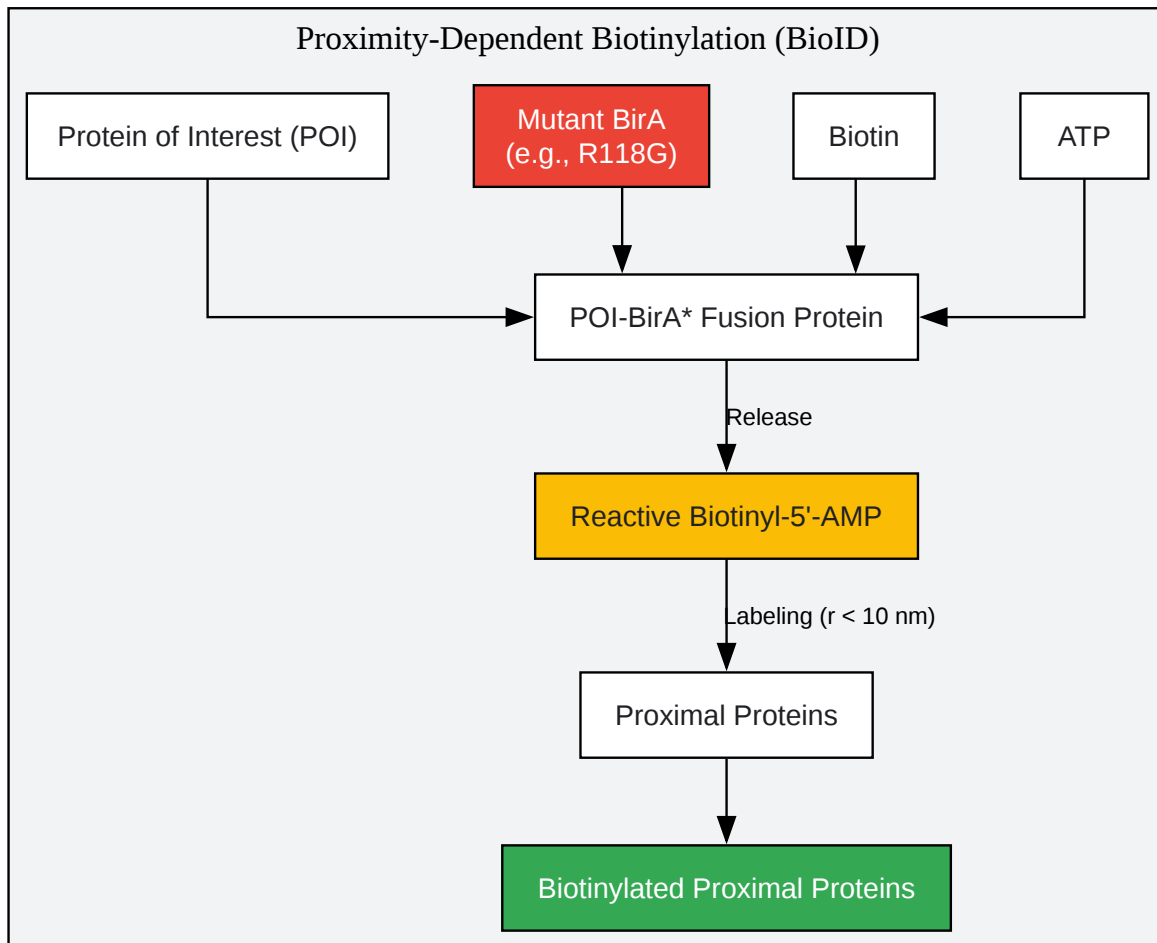 Proximity-Dependent Biotinylation (BioID)
Protein of Interest (POI)
Mutant BirA
(e.g., R118G)
Biotin
ATP
POI-BirA* Fusion Protein
Release
Reactive Biotinyl-5'-AMP
Labeling (r < 10 nm)
Proximal Proteins
Biotinylated Proximal Proteins